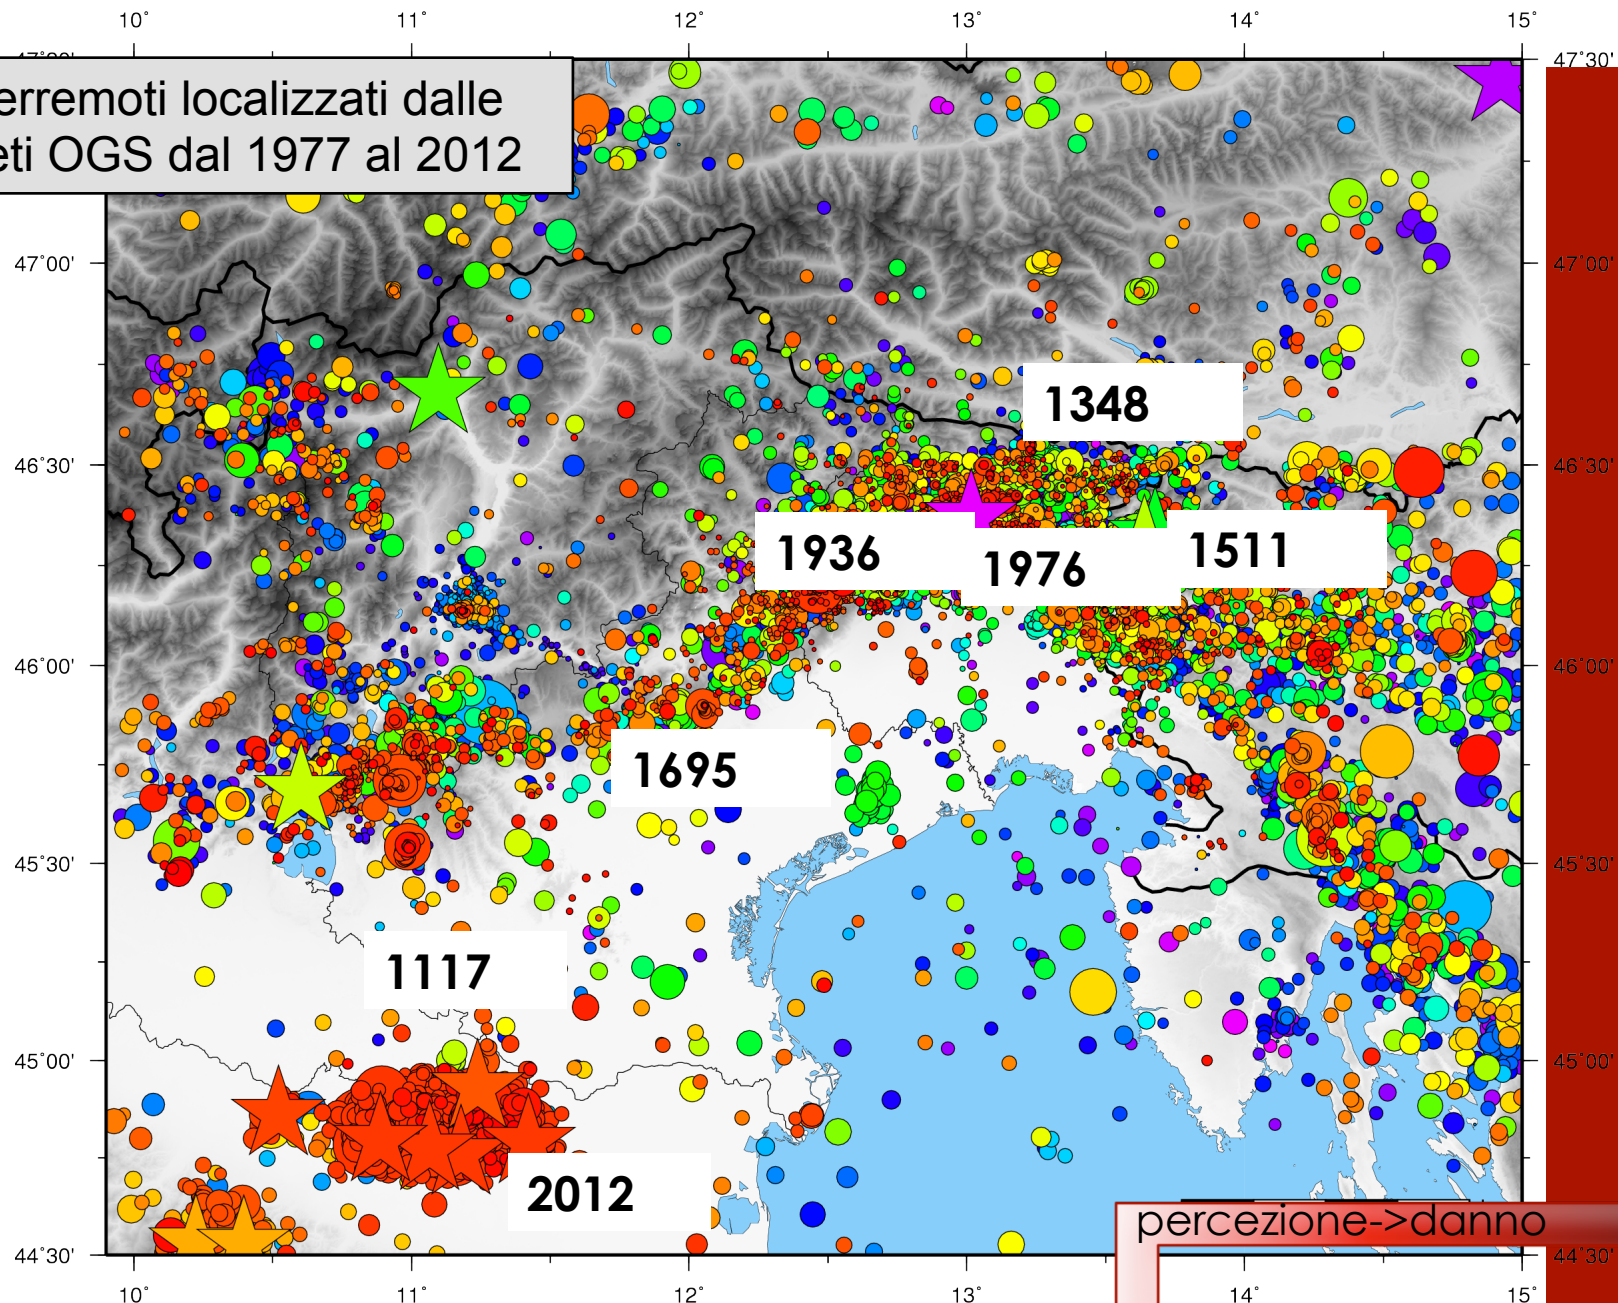 10° 11° 12° 13° 14° 15°
47°30' 47°30'
erremoti localizzati dalle
eti OGS dal 1977 al 2012
47°00' 47°00'
1348
46°30' 46°30'
1936 1976 1511
46°00' 46°00'
1695
45°30' 45°30'
1117
45°00' 45°00'
2012
percezione->danno
44°30' 44°30'
10° 11° 12° 13° 14° 15°